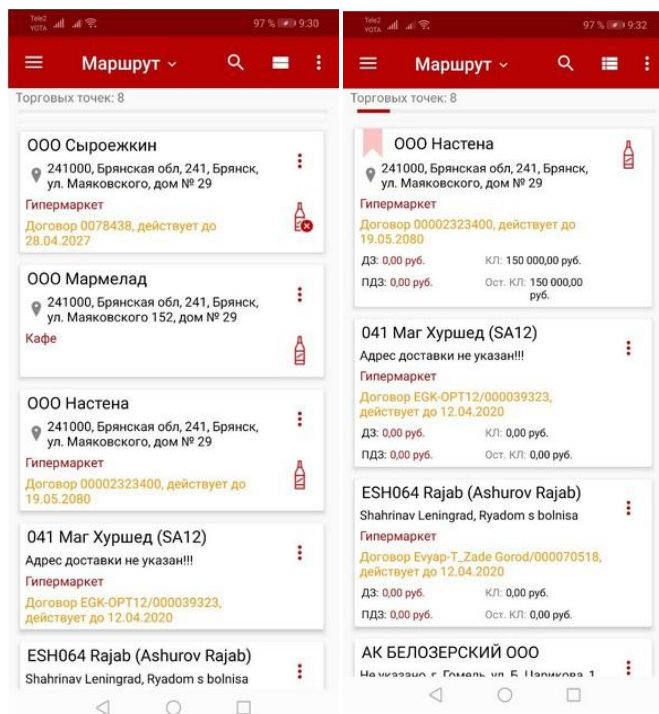 Tele2
YOTA
97 % 9:30
Маршрут
Торговых точек: 8
ООО Сыроежкин
241000, Брянская обл, 241, Брянск,
ул. Маяковского, дом № 29
Гипермаркет
Договор 0078438, действует до
28.04.2027
ООО Мармелад
241000, Брянская обл, 241, Брянск,
ул. Маяковского 152, дом № 29
Кафе
ООО Настена
241000, Брянская обл, 241, Брянск,
ул. Маяковского, дом № 29
Гипермаркет
Договор 00002323400, действует до
19.05.2080
041 Маг Хуршед (SA12)
Адрес доставки не указан!!!
Гипермаркет
Договор EGK-OPT12/000039323,
действует до 12.04.2020
ESH064 Rajab (Ashurov Rajab)
Shahrinav Leningrad, Ryadom s bolnisa
Tele2
YOTA
97 % 9:32
Маршрут
Торговых точек: 8
ООО Настена
241000, Брянская обл, 241, Брянск,
ул. Маяковского, дом № 29
Гипермаркет
Договор 00002323400, действует до
19.05.2080
ДЗ: 0,00 руб. КЛ: 150 000,00 руб.
ПДЗ: 0,00 руб. Ост. КЛ: 150 000,00
руб.
041 Маг Хуршед (SA12)
Адрес доставки не указан!!!
Гипермаркет
Договор EGK-OPT12/000039323,
действует до 12.04.2020
ДЗ: 0,00 руб. КЛ: 0,00 руб.
ПДЗ: 0,00 руб. Ост. КЛ: 0,00 руб.
ESH064 Rajab (Ashurov Rajab)
Shahrinav Leningrad, Ryadom s bolnisa
Гипермаркет
Договор Evyap-T_Zade Gorod/000070518,
действует до 12.04.2020
ДЗ: 0,00 руб. КЛ: 0,00 руб.
ПДЗ: 0,00 руб. Ост. КЛ: 0,00 руб.
АК БЕЛОЗЕРСКИЙ ООО
Не указано, г. Гомель, ул. Б. Царикова, 1